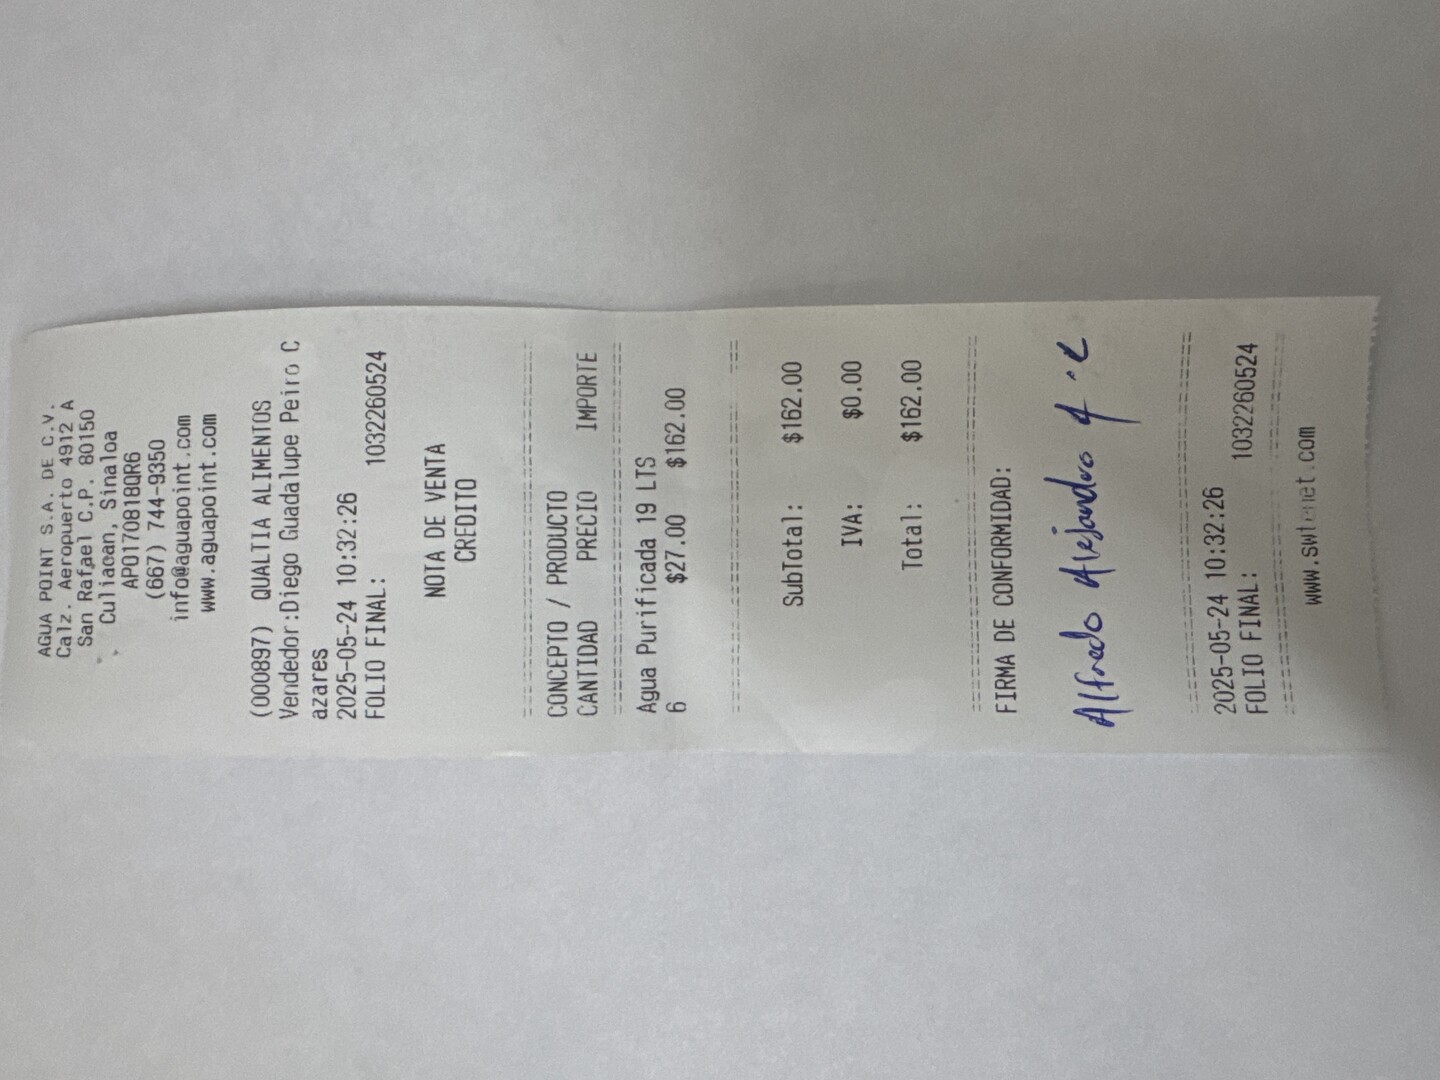 AGUA POINT S.A. DE C.V.
Calz. Aeropuerto 4912 A
San Rafael C.P. 80150
Culiacan, Sinaloa
APO170818QR6
(667) 744-9350
info@aguapoint.com
www.aguapoint.com
(000897) QUALTIA ALIMENTOS
Vendedor:Diego Guadalupe Peiro C
azares
2025-05-24 10:32:26
FOLIO FINAL: 1032260524
NOTA DE VENTA
CREDITO
CONCEPTO / PRODUCTO
CANTIDAD PRECIO IMPORTE
Agua Purificada 19 LTS
6 $27.00 $162.00
SubTotal: $162.00
IVA: $0.00
Total: $162.00
FIRMA DE CONFORMIDAD:
Alfredo Alejandro
2025-05-24 10:32:26
FOLIO FINAL: 1032260524